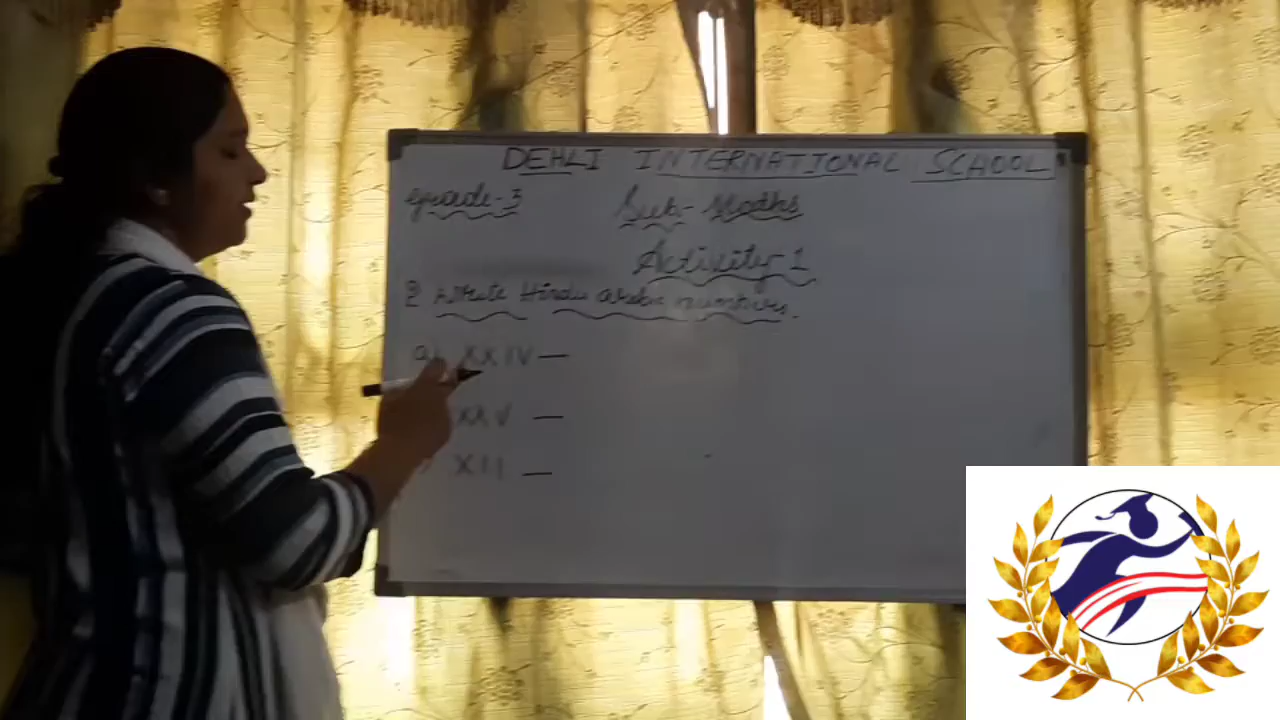 DEHLI INTERNATIONAL SCHOOL
grade-3 Sub- Maths
Activity-1
Q Write Hindu arabic numbers.
a) XXIV —
XXV —
XII —